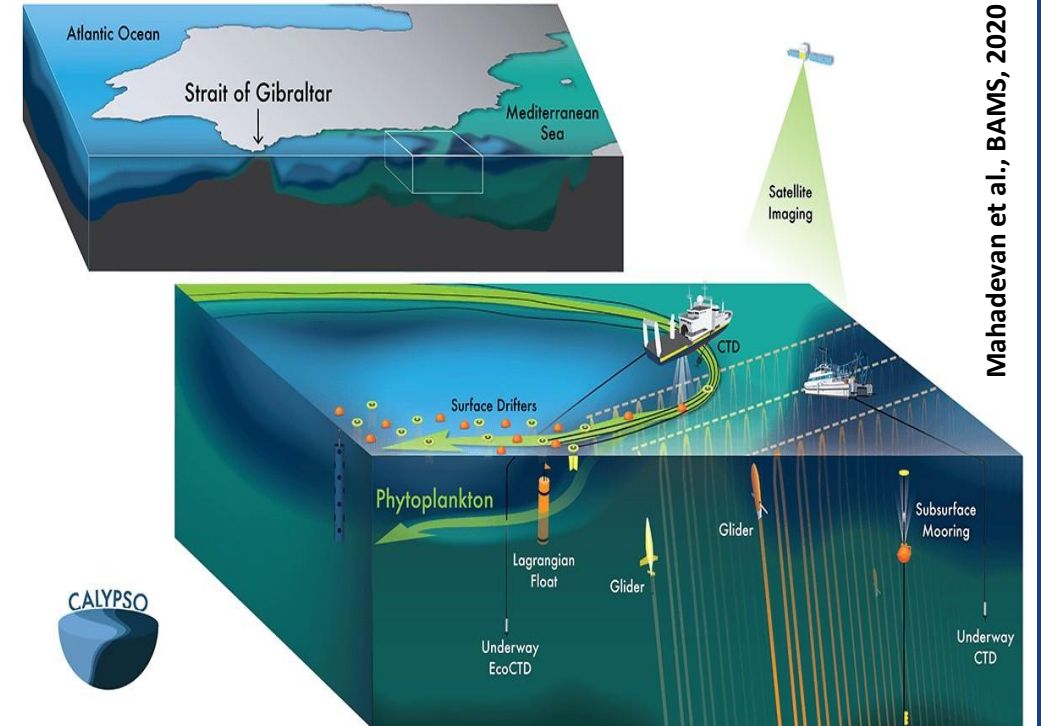 Atlantic Ocean
Strait of Gibraltar
Mediterranean
Sea
Mahadevan et al., BAMS, 2020
Satellite
Imaging
CTD
Surface Drifters
Phytoplankton
Lagrangian
Float
Glider
Glider
Subsurface
Mooring
Underway
EcoCTD
Underway
CTD
CALYPSO